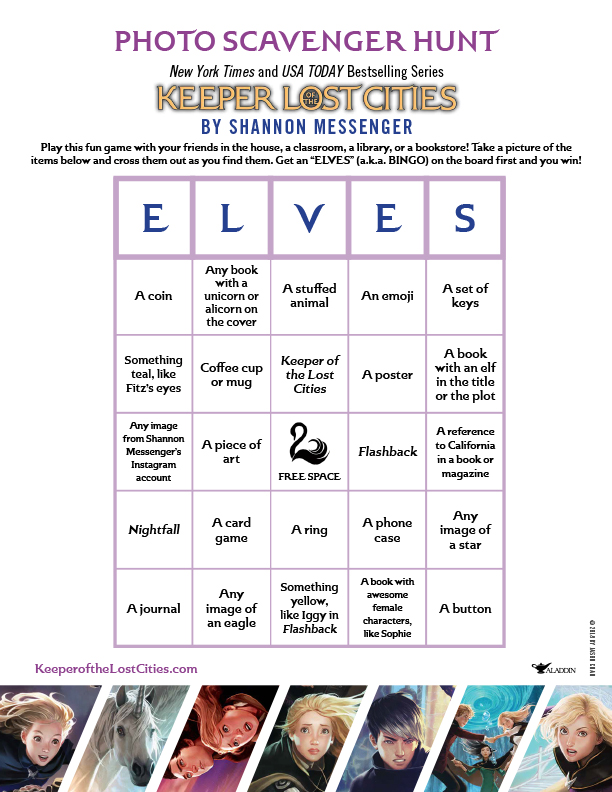 PHOTO SCAVENGER HUNT
New York Times and USA TODAY Bestselling Series
KEEPER OF THE LOST CITIES
BY SHANNON MESSENGER
Play this fun game with your friends in the house, a classroom, a library, or a bookstore! Take a picture of the
items below and cross them out as you find them. Get an "ELVES" (a.k.a. BINGO) on the board first and you win!
E L V E S
A coin
Any book
with a
unicorn or
alicorn on
the cover
A stuffed
animal
An emoji
A set of
keys
Something
teal, like
Fitz's eyes
Coffee cup
or mug
Keeper of
the Lost
Cities
A poster
A book
with an elf
in the title
or the plot
Any image
from Shannon
Messenger's
Instagram
account
A piece of
art
FREE SPACE
Flashback
A reference
to California
in a book or
magazine
Nightfall
A card
game
A ring
A phone
case
Any
image of
a star
A journal
Any
image of
an eagle
Something
yellow,
like Iggy in
Flashback
A book with
awesome
female
characters,
like Sophie
A button
KeeperoftheLostCities.com
ALADDIN
© 2019 BY JASON CHAN